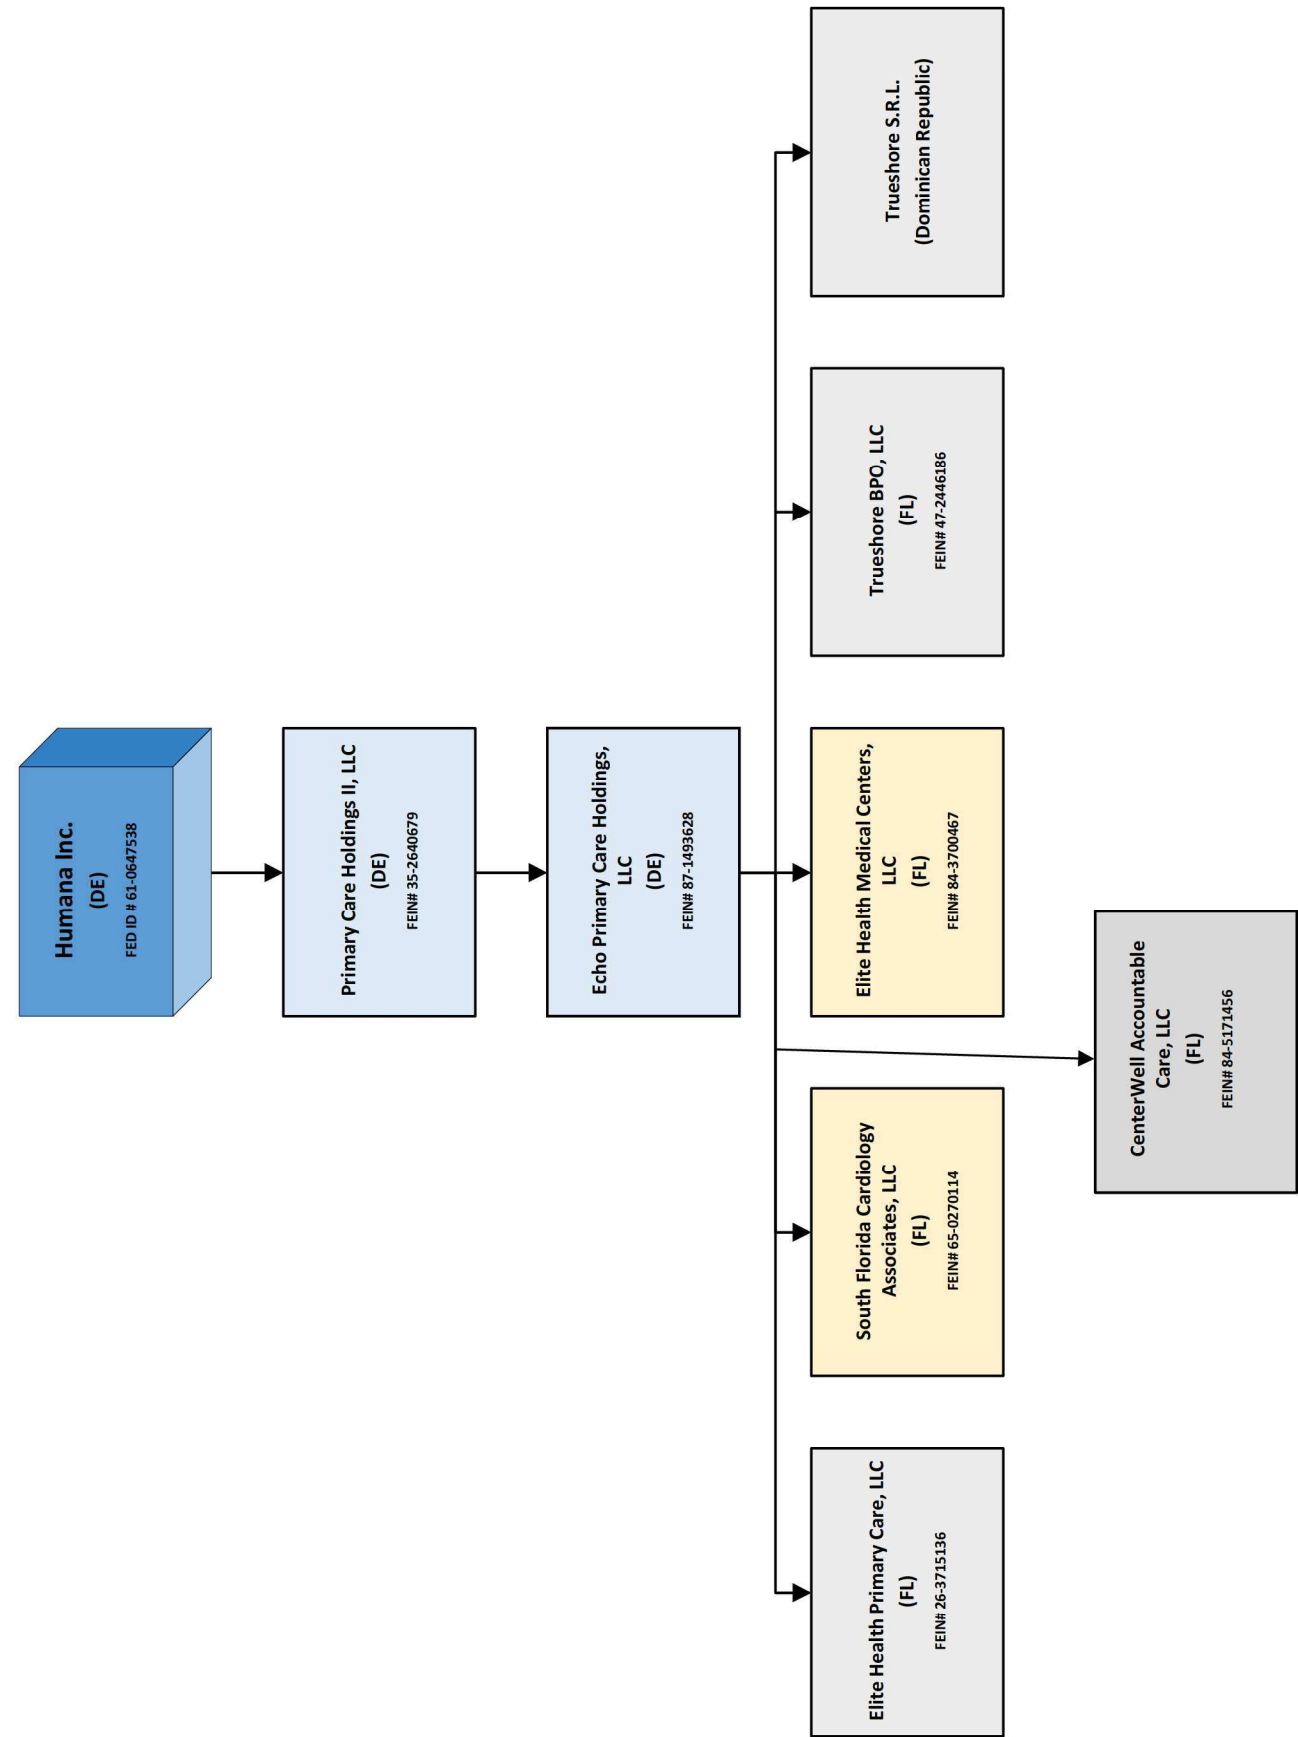 Humana Inc.
(DE)
FED ID # 61-0647538
Primary Care Holdings II, LLC
(DE)
FEIN# 35-2640679
Echo Primary Care Holdings,
LLC
(DE)
FEIN# 87-1493628
Elite Health Primary Care, LLC
(FL)
FEIN# 26-3715136
South Florida Cardiology
Associates, LLC
(FL)
FEIN# 65-0270114
Elite Health Medical Centers,
LLC
(FL)
FEIN# 84-3700467
Trueshore BPO, LLC
(FL)
FEIN# 47-2446186
Trueshore S.R.L.
(Dominican Republic)
CenterWell Accountable
Care, LLC
(FL)
FEIN# 84-5171456